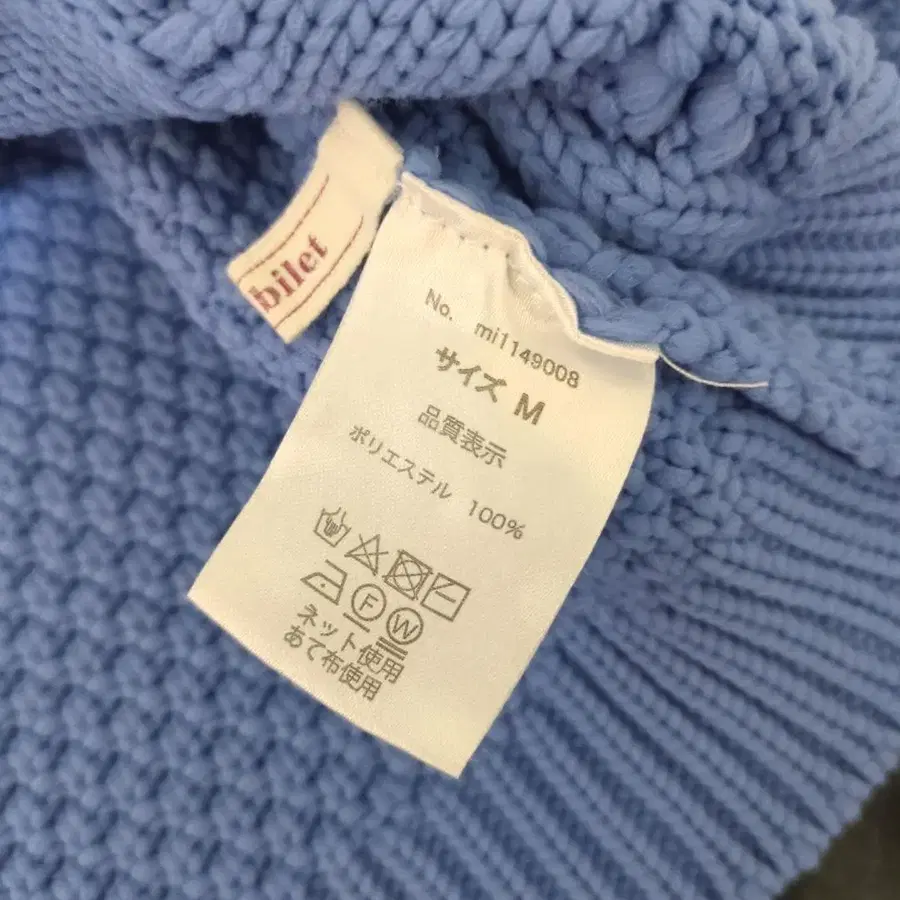 bilet
No. mi1149008
サイズ M
品質表示
ポリエステル 100%
F W
ネット使用
あて布使用